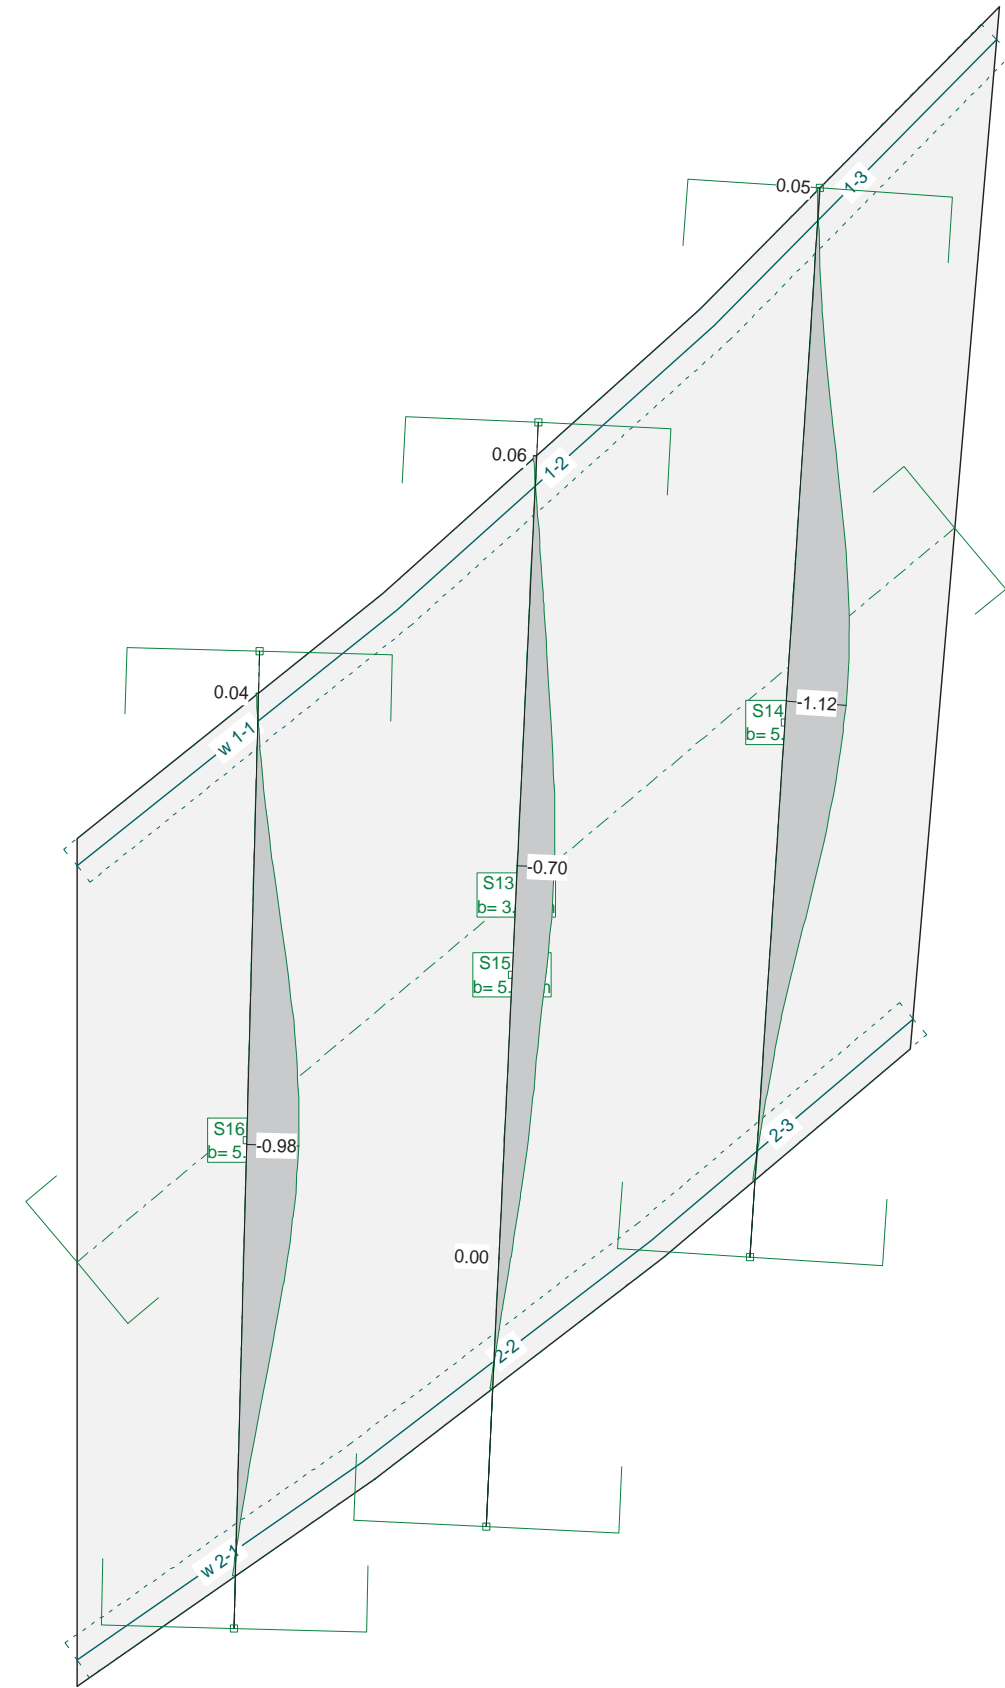 0.05
1-3
0.06
1-2
0.04
w 1-1
S14
b= 5.
-1.12
-0.70
S13
b= 3.
S15
b= 5.
S16
b= 5.
-0.98
2-3
0.00
2-2
w 2-1